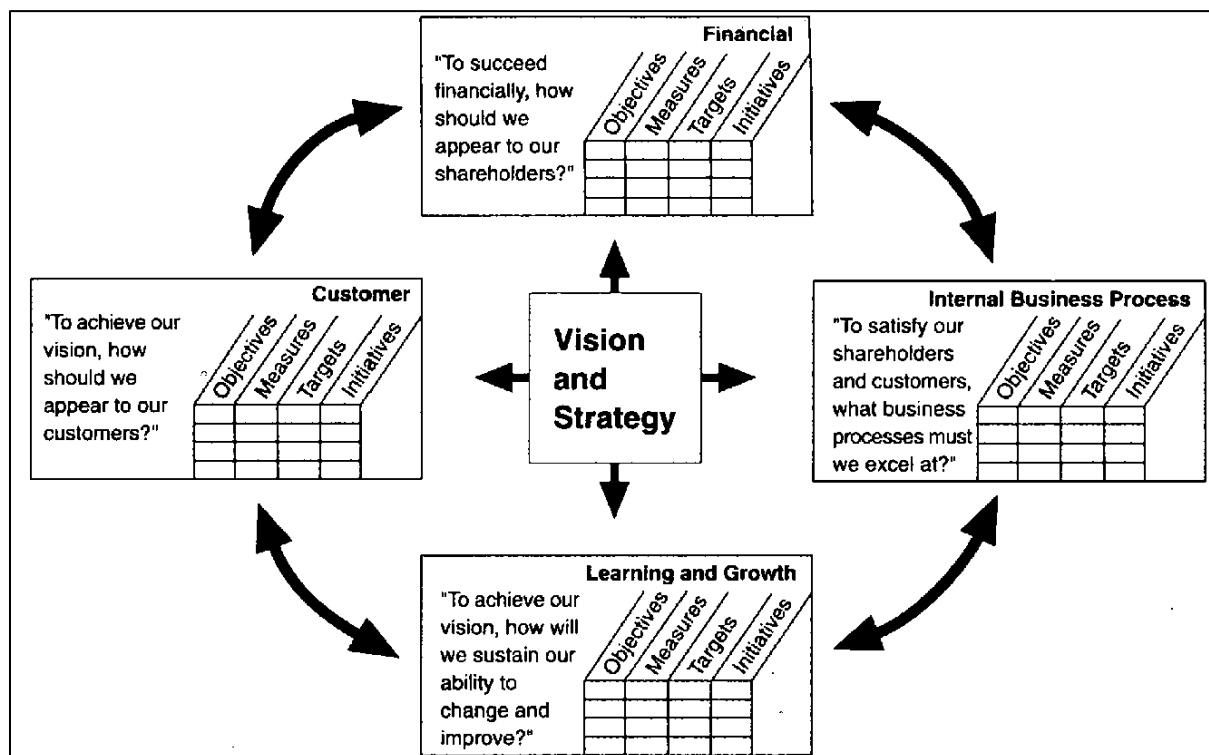 Financial
"To succeed
financially, how
should we
appear to our
shareholders?"
Objectives
Measures
Targets
Initiatives
Customer
"To achieve our
vision, how
should we
appear to our
customers?"
Objectives
Measures
Targets
Initiatives
Vision
and
Strategy
Internal Business Process
"To satisfy our
shareholders
and customers,
what business
processes must
we excel at?"
Objectives
Measures
Targets
Initiatives
Learning and Growth
"To achieve our
vision, how will
we sustain our
ability to
change and
improve?"
Objectives
Measures
Targets
Initiatives